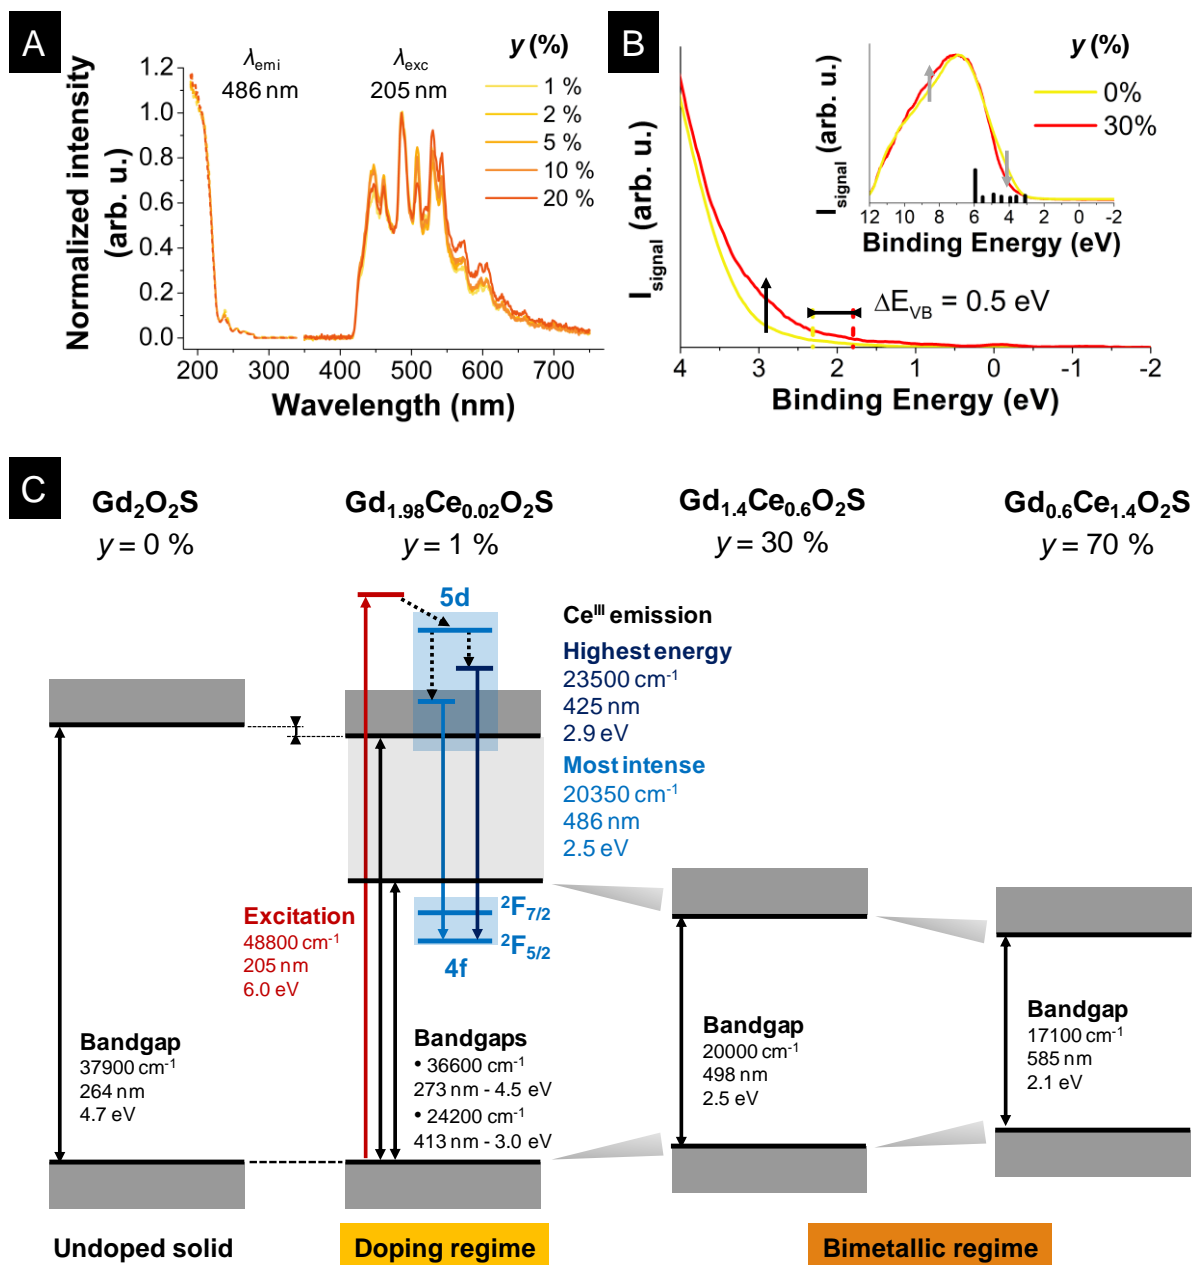 A
λemi
486 nm
λexc
205 nm
y (%)
1 %
2 %
5 %
10 %
20 %
Normalized intensity
(arb. u.)
1.2
1.0
0.8
0.6
0.4
0.2
0.0
200
300
400
500
600
700
Wavelength (nm)
B
y (%)
0%
30%
Isignal (arb. u.)
12
10
8
6
4
2
0
-2
Binding Energy (eV)
Isignal (arb. u.)
ΔEVB = 0.5 eV
4
3
2
1
0
-1
-2
Binding Energy (eV)
C
Gd2O2S
y = 0 %
Gd1.98Ce0.02O2S
y = 1 %
Gd1.4Ce0.6O2S
y = 30 %
Gd0.6Ce1.4O2S
y = 70 %
5d
CeIII emission
Highest energy
23500 cm-1
425 nm
2.9 eV
Most intense
20350 cm-1
486 nm
2.5 eV
2F7/2
2F5/2
4f
Excitation
48800 cm-1
205 nm
6.0 eV
Bandgap
37900 cm-1
264 nm
4.7 eV
Bandgaps
• 36600 cm-1
273 nm - 4.5 eV
• 24200 cm-1
413 nm - 3.0 eV
Bandgap
20000 cm-1
498 nm
2.5 eV
Bandgap
17100 cm-1
585 nm
2.1 eV
Undoped solid
Doping regime
Bimetallic regime